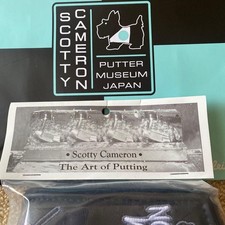 SCOTTY
CAMERON
PUTTER
MUSEUM
JAPAN
• Scotty Cameron •
The Art of Putting